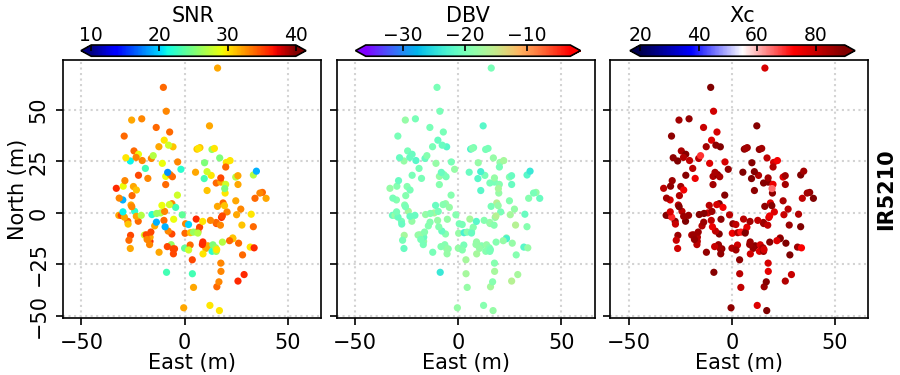 SNR DBV Xc
10 20 30 40 −30 −20 −10 20 40 60 80
North (m)
50
25
0
−25
−50
−50 0 50 −50 0 50 −50 0 50
East (m) East (m) East (m)
IR5210